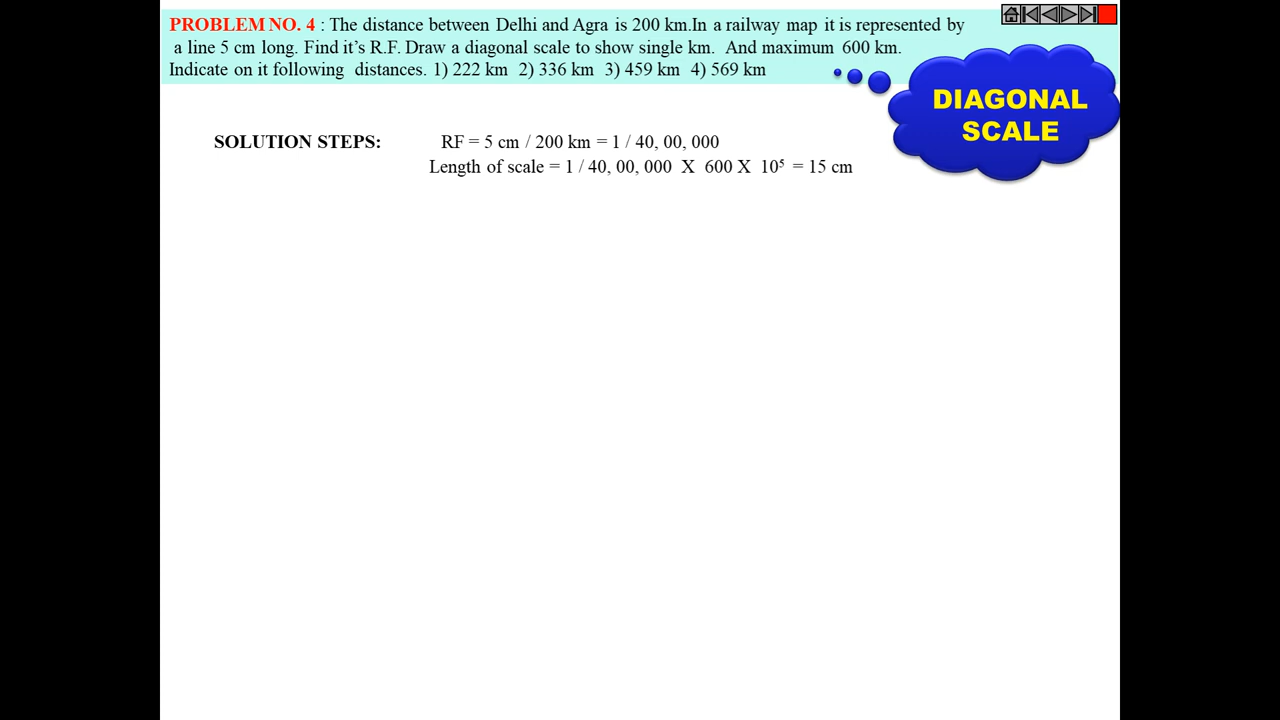 PROBLEM NO. 4 : The distance between Delhi and Agra is 200 km.In a railway map it is represented by
a line 5 cm long. Find it’s R.F. Draw a diagonal scale to show single km. And maximum 600 km.
Indicate on it following distances. 1) 222 km 2) 336 km 3) 459 km 4) 569 km
DIAGONAL
SCALE
SOLUTION STEPS: RF = 5 cm / 200 km = 1 / 40, 00, 000
Length of scale = 1 / 40, 00, 000 X 600 X 10⁵ = 15 cm